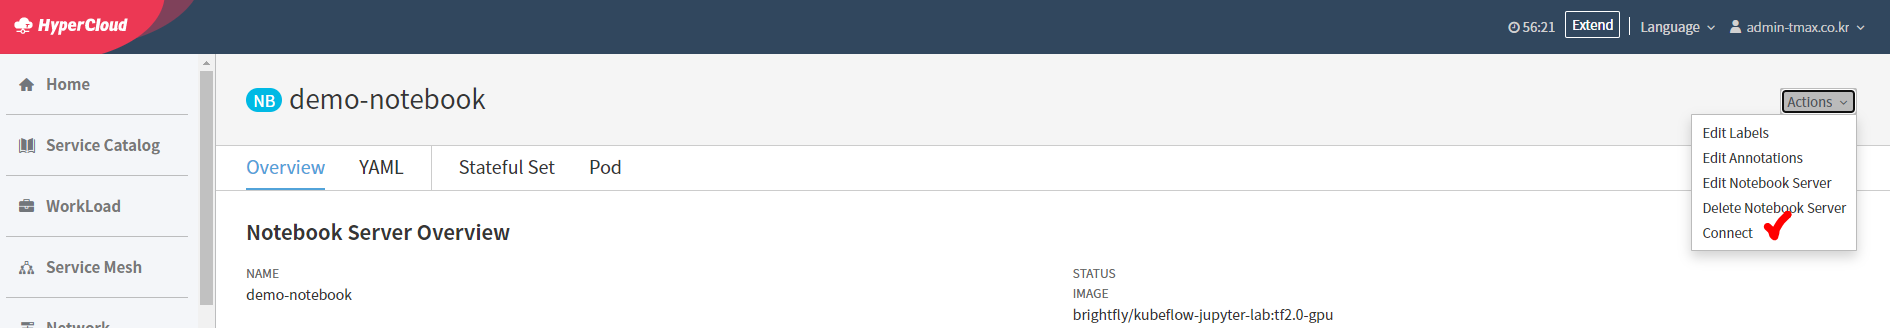 HyperCloud
56:21 Extend Language admin-tmax.co.kr
Home
Service Catalog
WorkLoad
Service Mesh
Network
NB demo-notebook
Actions
Edit Labels
Edit Annotations
Edit Notebook Server
Delete Notebook Server
Connect
Overview YAML Stateful Set Pod
Notebook Server Overview
NAME
demo-notebook
STATUS
IMAGE
brightfly/kubeflow-jupyter-lab:tf2.0-gpu